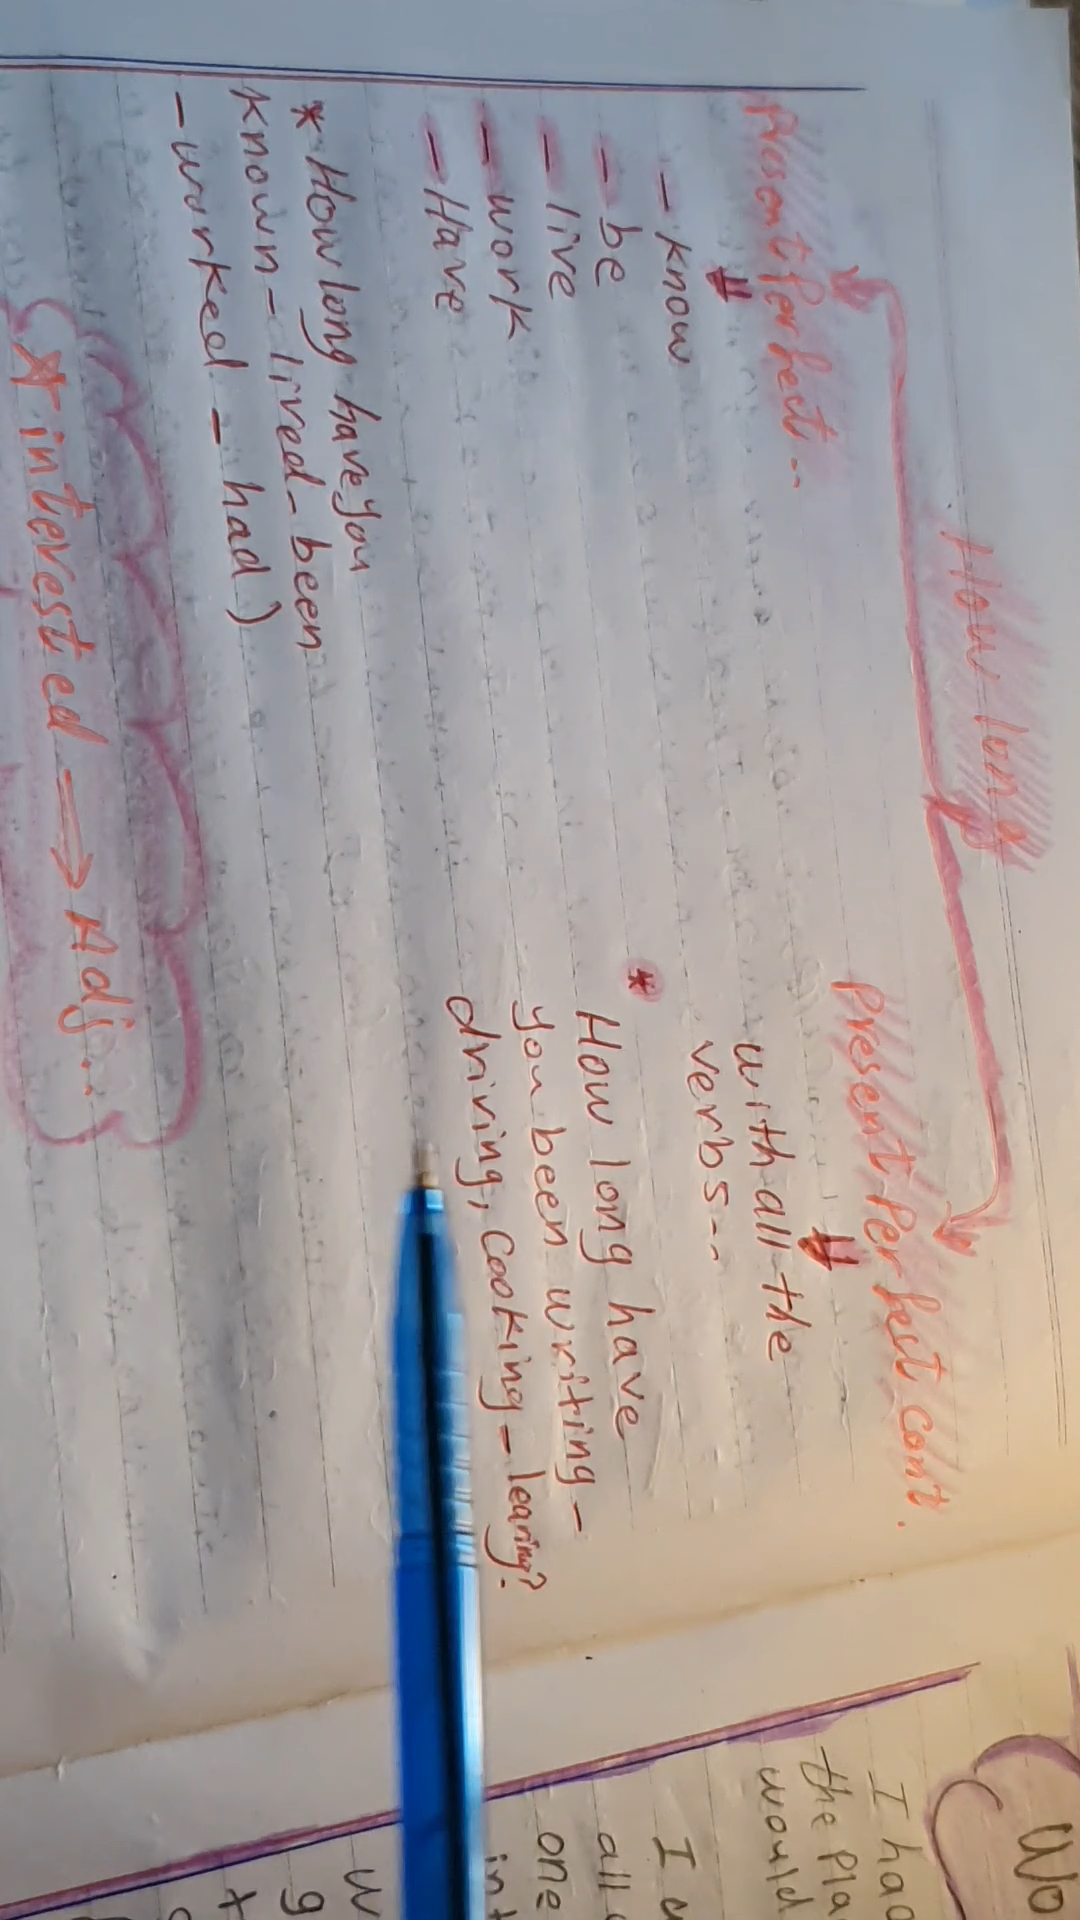 How long
Present Perfect..
- know
- be
- live
- work
- Have
* How long have you
known - lived - been
- worked - had)
Present Perfect cont.
with all the
verbs...
* How long have
you been writing -
driving, cooking - learing?
* interested → Adj...
Wo
I had
the pla
would
I
all
one
int
w
g
t